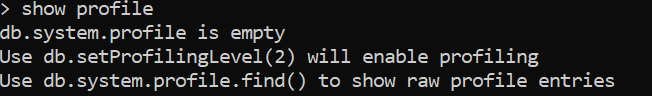 > show profile
db.system.profile is empty
Use db.setProfilingLevel(2) will enable profiling
Use db.system.profile.find() to show raw profile entries